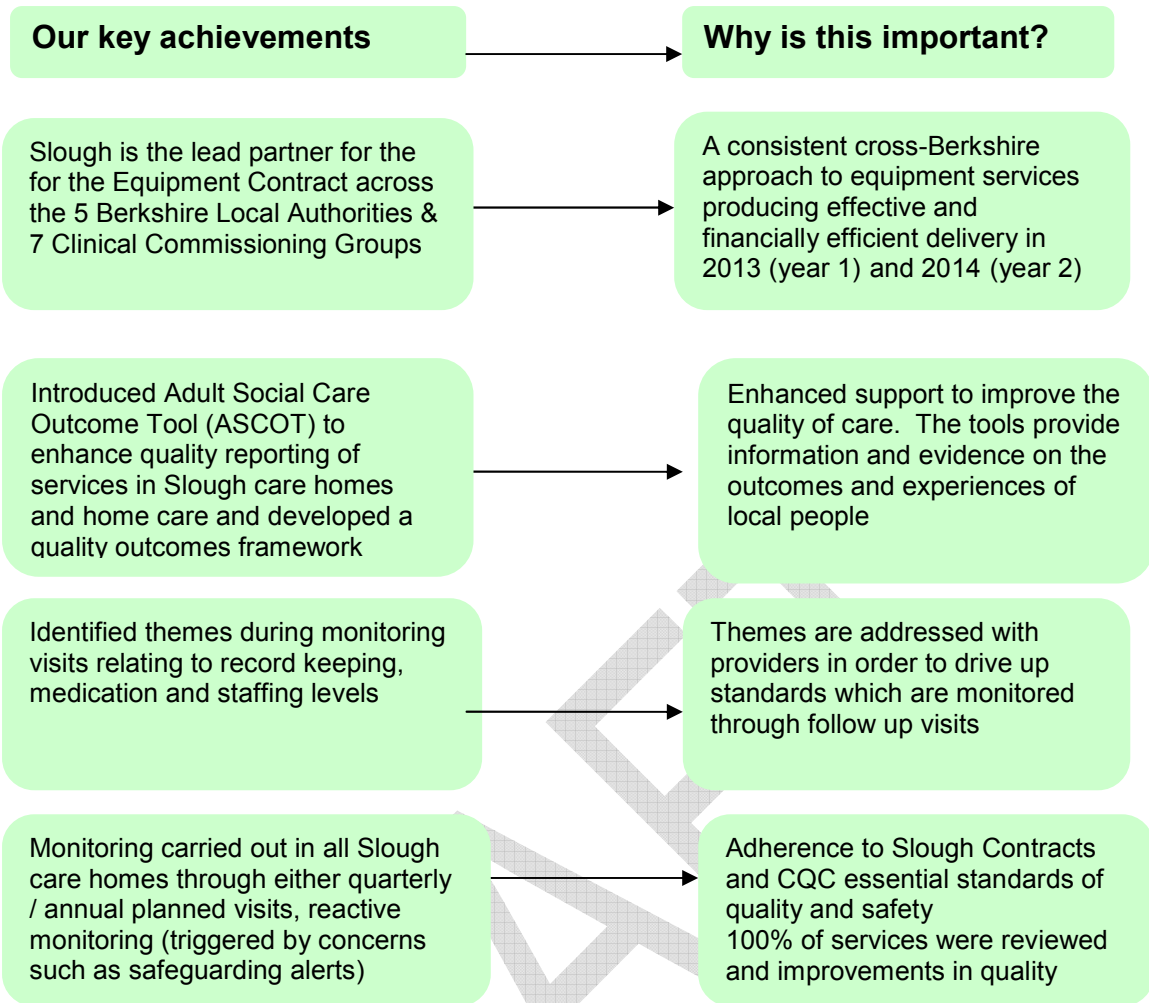 Our key achievements
Why is this important?
Slough is the lead partner for the
for the Equipment Contract across
the 5 Berkshire Local Authorities &
7 Clinical Commissioning Groups
A consistent cross-Berkshire
approach to equipment services
producing effective and
financially efficient delivery in
2013 (year 1) and 2014 (year 2)
Introduced Adult Social Care
Outcome Tool (ASCOT) to
enhance quality reporting of
services in Slough care homes
and home care and developed a
quality outcomes framework
Enhanced support to improve the
quality of care.  The tools provide
information and evidence on the
outcomes and experiences of
local people
Identified themes during monitoring
visits relating to record keeping,
medication and staffing levels
Themes are addressed with
providers in order to drive up
standards which are monitored
through follow up visits
Monitoring carried out in all Slough
care homes through either quarterly
/ annual planned visits, reactive
monitoring (triggered by concerns
such as safeguarding alerts)
Adherence to Slough Contracts
and CQC essential standards of
quality and safety
100% of services were reviewed
and improvements in quality